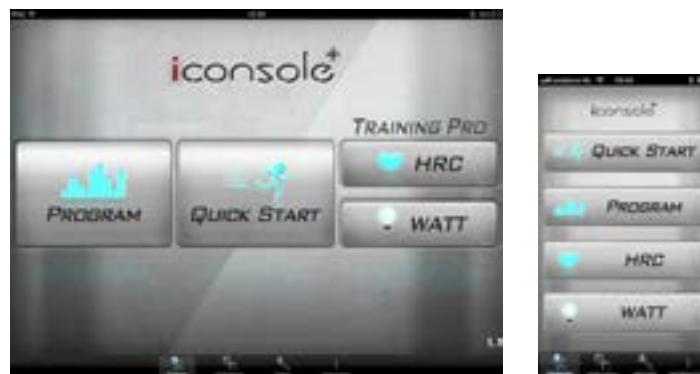 iconsole+
TRAINING PRO
HRC
PROGRAM
QUICK START
WATT
iconsole+
QUICK START
PROGRAM
HRC
WATT